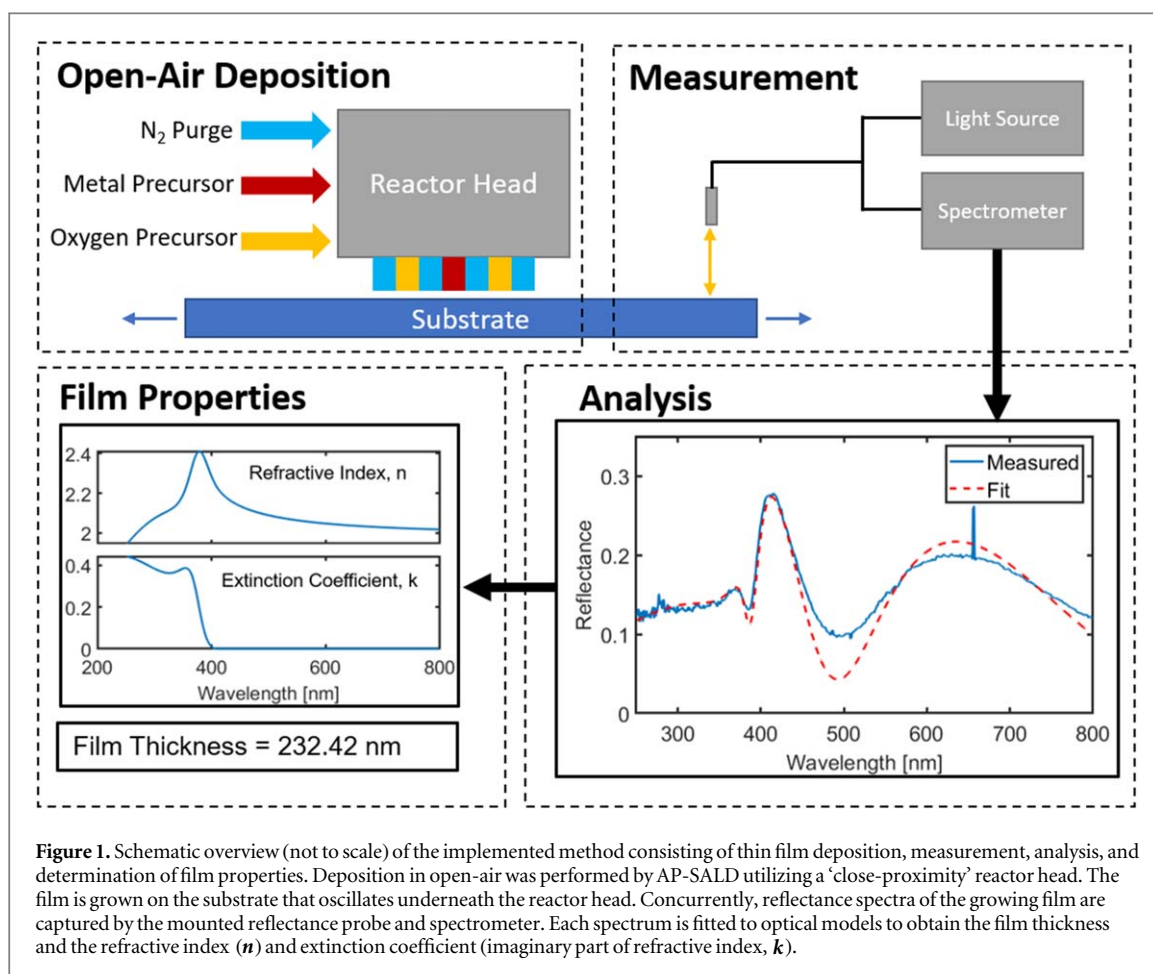 Open-Air Deposition
N₂ Purge
Metal Precursor
Oxygen Precursor
Reactor Head
Substrate
Measurement
Light Source
Spectrometer
Film Properties
2.4
2.2
2
Refractive Index, n
0.4
0.2
0
Extinction Coefficient, k
200 400 600 800
Wavelength [nm]
Film Thickness = 232.42 nm
Analysis
Measured
Fit
0.3
0.2
0.1
0
Reflectance
300 400 500 600 700 800
Wavelength [nm]
Figure 1. Schematic overview (not to scale) of the implemented method consisting of thin film deposition, measurement, analysis, and
determination of film properties. Deposition in open-air was performed by AP-SALD utilizing a ‘close-proximity’ reactor head. The
film is grown on the substrate that oscillates underneath the reactor head. Concurrently, reflectance spectra of the growing film are
captured by the mounted reflectance probe and spectrometer. Each spectrum is fitted to optical models to obtain the film thickness
and the refractive index (n) and extinction coefficient (imaginary part of refractive index, k).